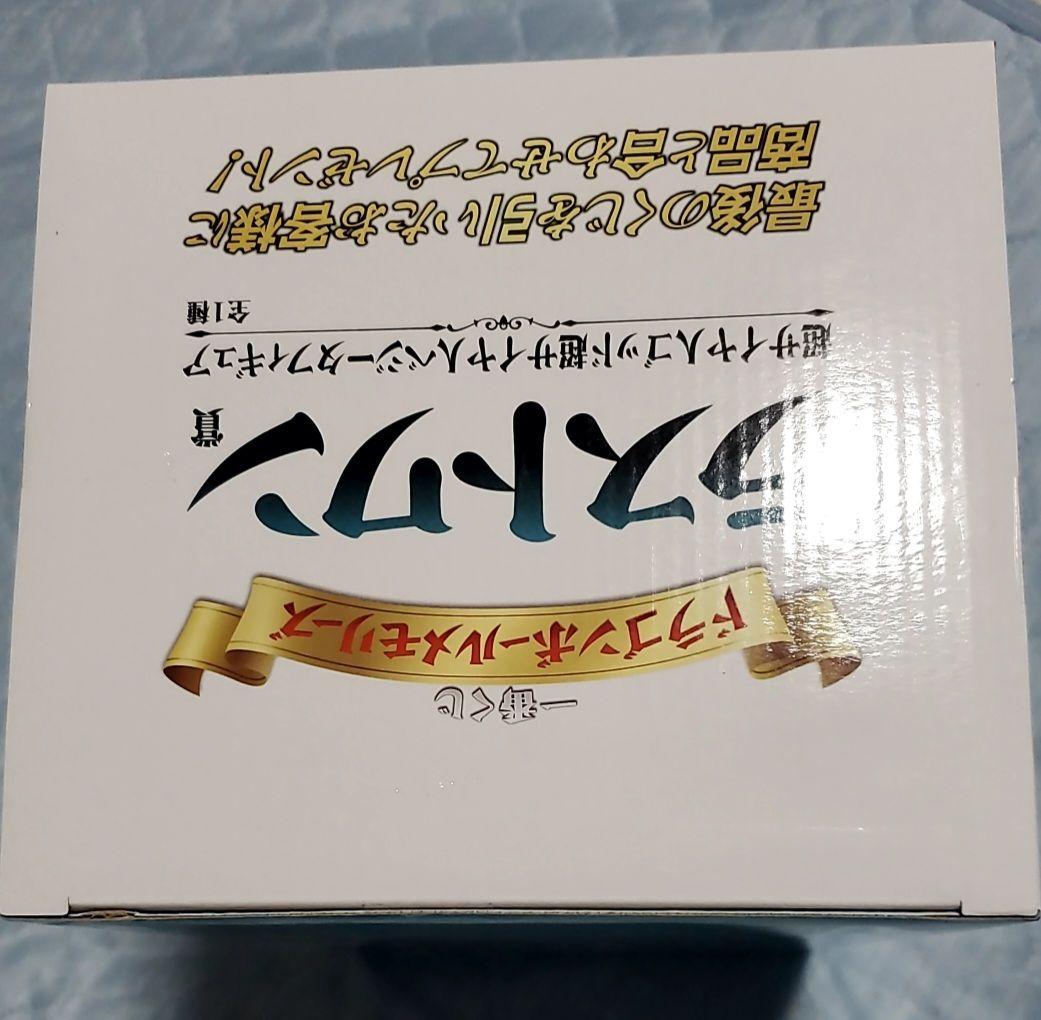 一番くじ
ドラゴンボールメモリーズ
ラストワン賞
超サイヤ人ゴッド超サイヤ人ベジータフィギュア
全1種
最後のくじを引いたお客様に
商品と合わせてプレゼント!